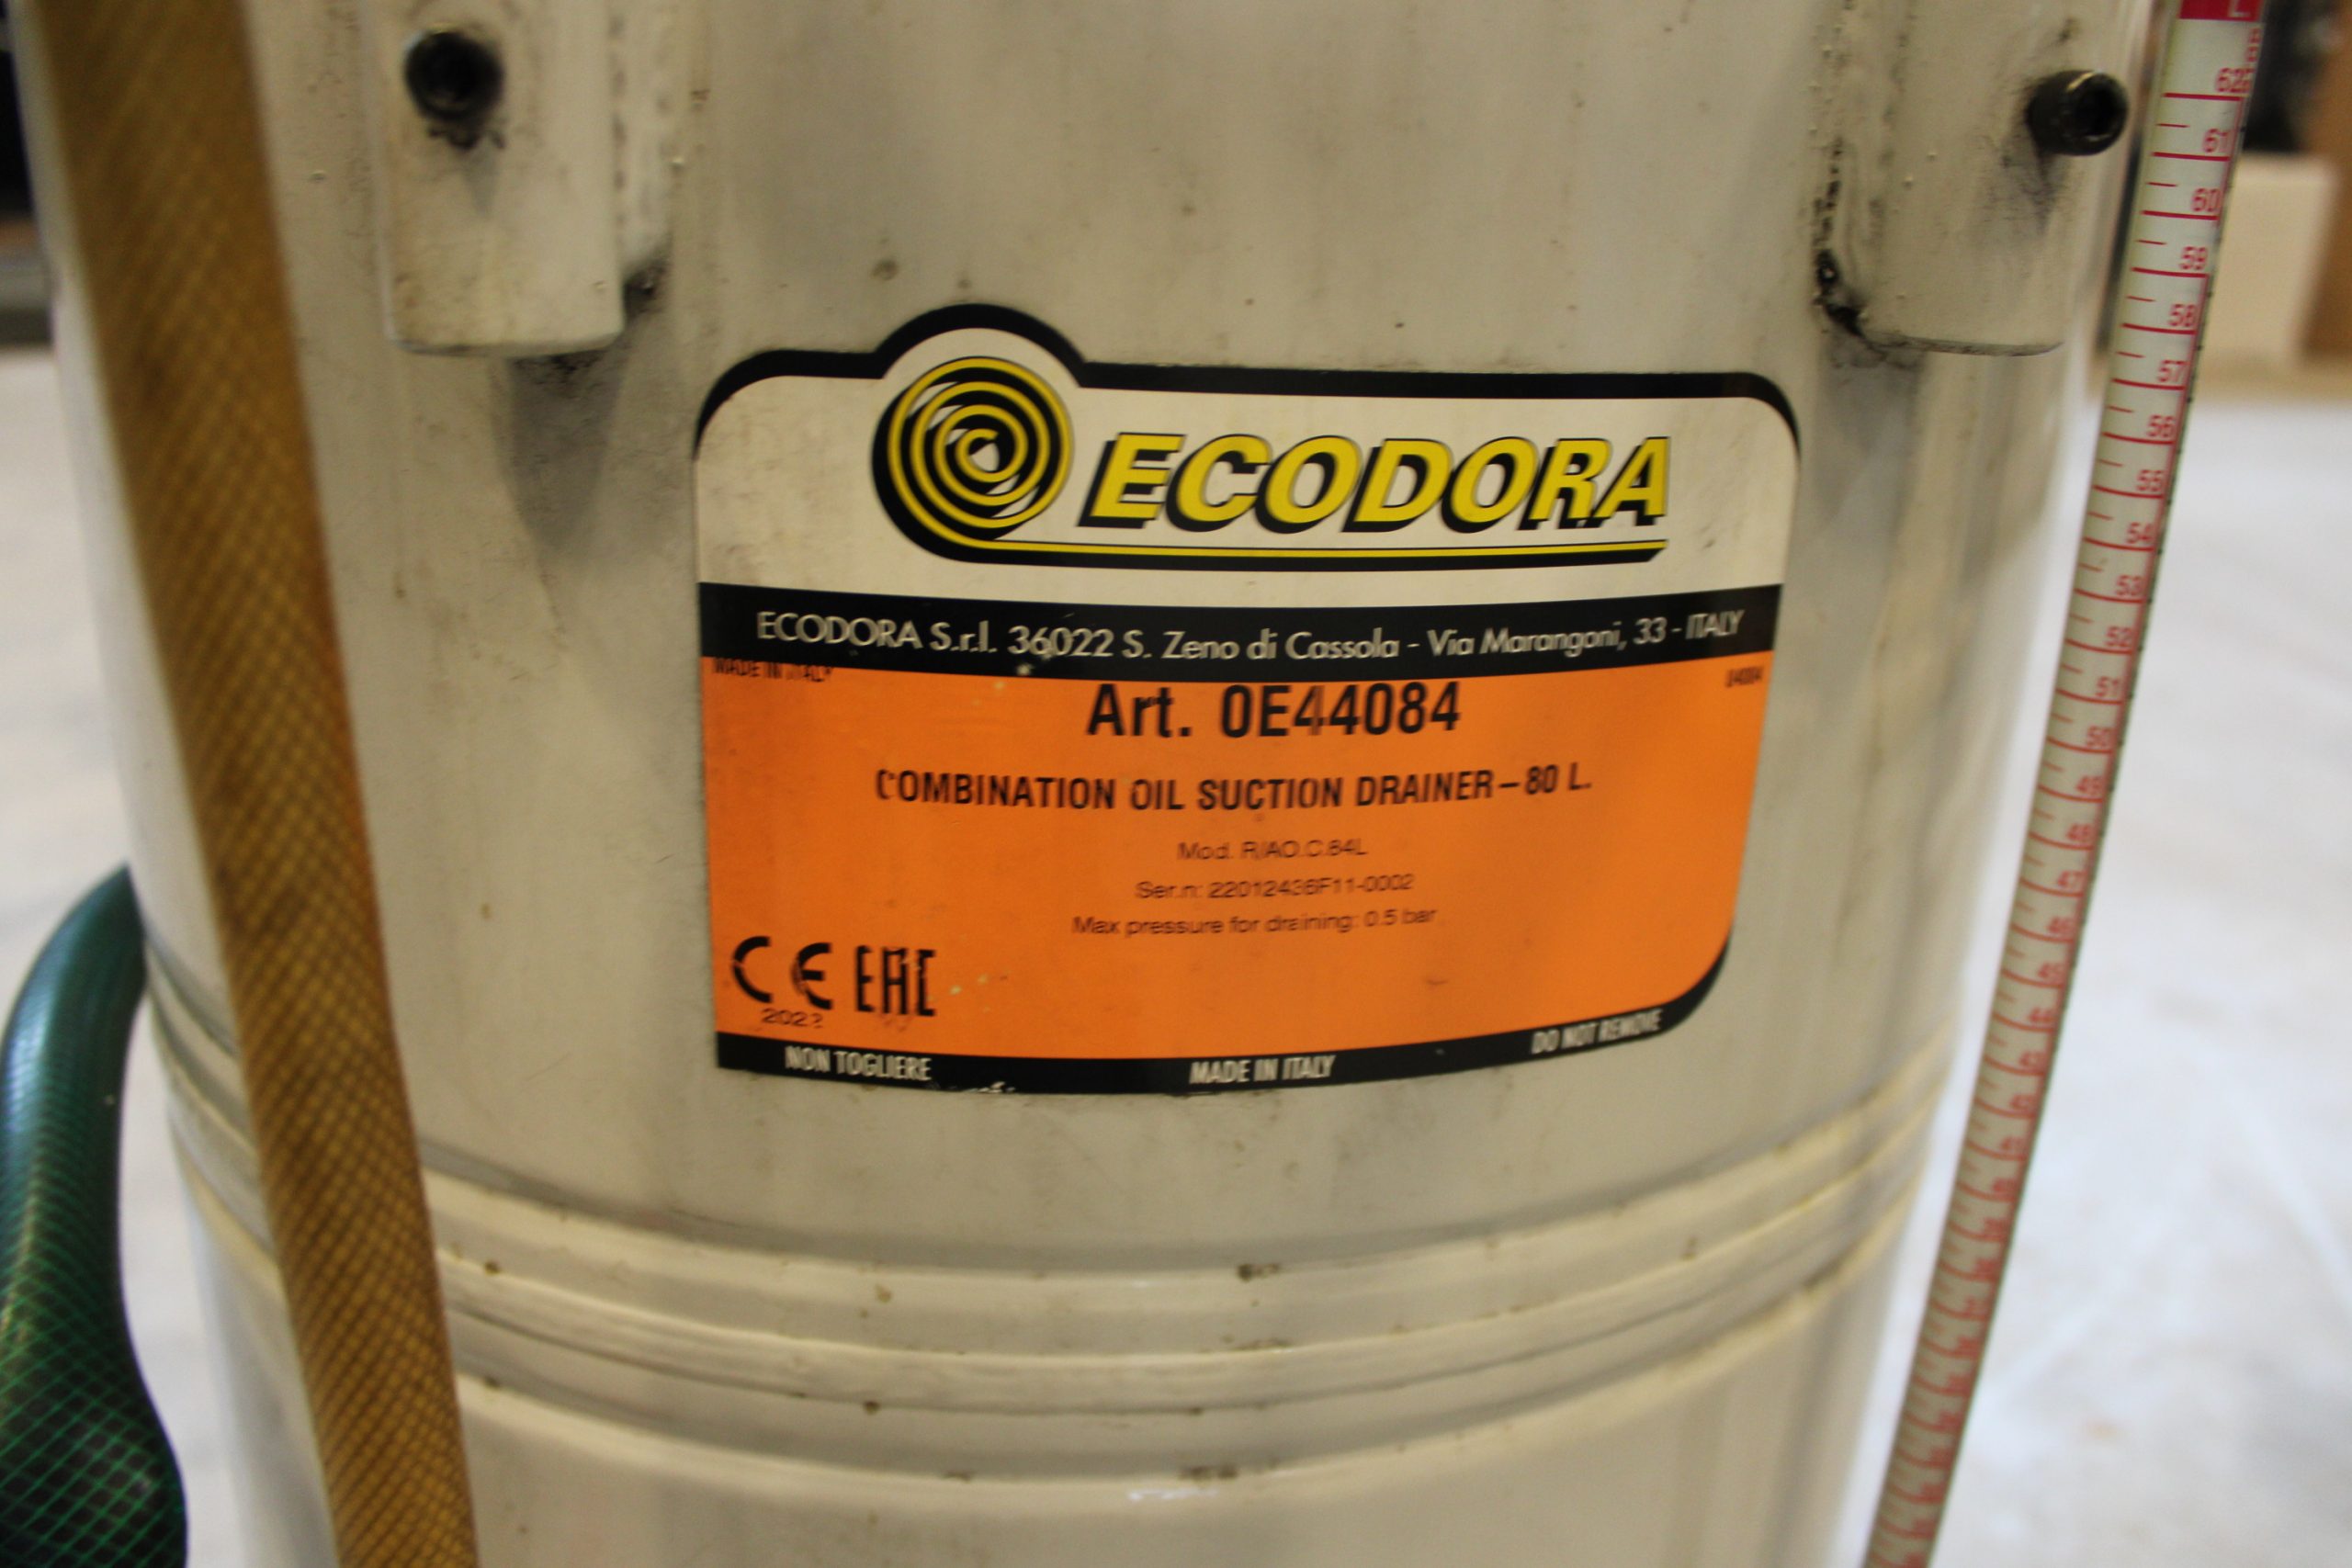 ECODORA
ECODORA S.r.l. 36022 S. Zeno di Cassola - Via Marangoni, 33 - ITALY
MADE IN ITALY
04084
Art. 0E44084
COMBINATION OIL SUCTION DRAINER – 80 L.
Mod.
Ser.n: 22012436F11-0002
Max pressure for draining: 0.5 bar
CE EAC
NON TOGLIERE
MADE IN ITALY
DO NOT REMOVE
L
62
61
60
59
58
57
56
55
54
53
52
51
50
49
48
47
46
45
44